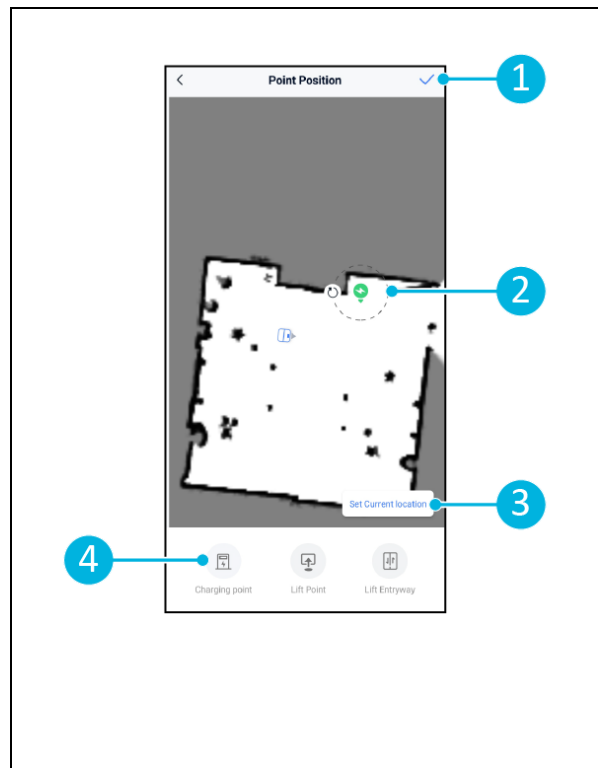 Point Position
1
2
Set Current location
3
4
Charging point
Lift Point
Lift Entryway